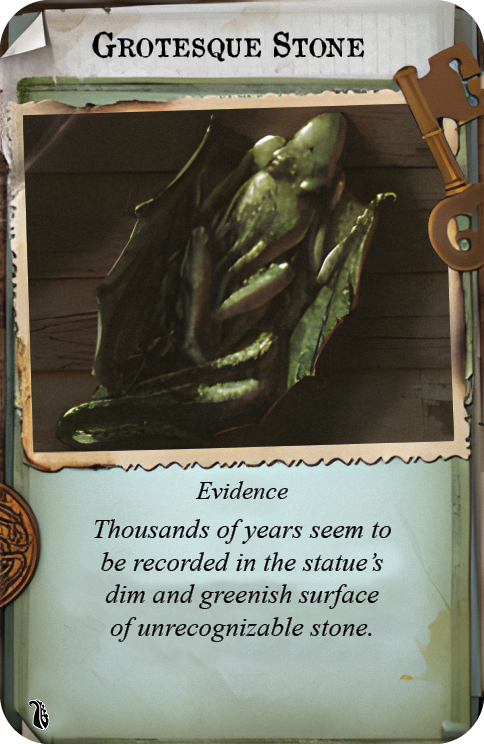 Grotesque Stone
Evidence
Thousands of years seem to
be recorded in the statue's
dim and greenish surface
of unrecognizable stone.